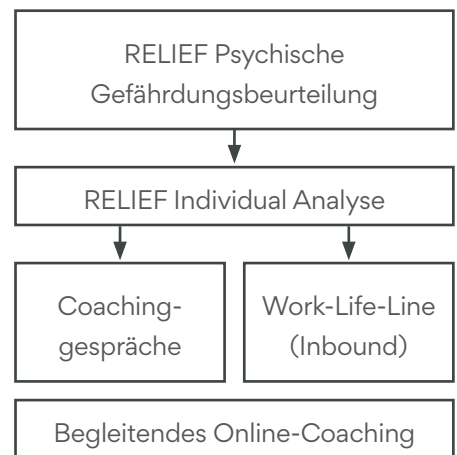 RELIEF Psychische
Gefährdungsbeurteilung
RELIEF Individual Analyse
Coaching-
gespräche
Work-Life-Line
(Inbound)
Begleitendes Online-Coaching